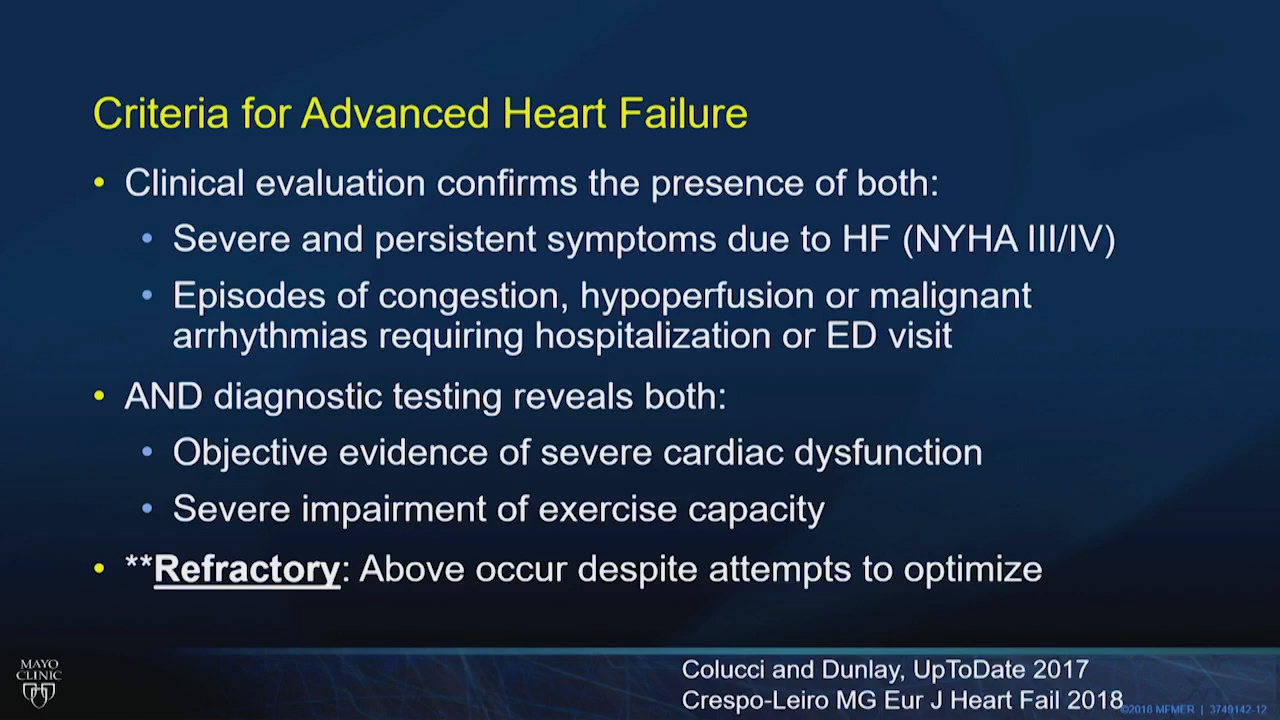 Criteria for Advanced Heart Failure
• Clinical evaluation confirms the presence of both:
• Severe and persistent symptoms due to HF (NYHA III/IV)
• Episodes of congestion, hypoperfusion or malignant
arrhythmias requiring hospitalization or ED visit
• AND diagnostic testing reveals both:
• Objective evidence of severe cardiac dysfunction
• Severe impairment of exercise capacity
• **Refractory: Above occur despite attempts to optimize
MAYO
CLINIC
Colucci and Dunlay, UpToDate 2017
Crespo-Leiro MG Eur J Heart Fail 2018
©2018 MFMER | 3749142-12